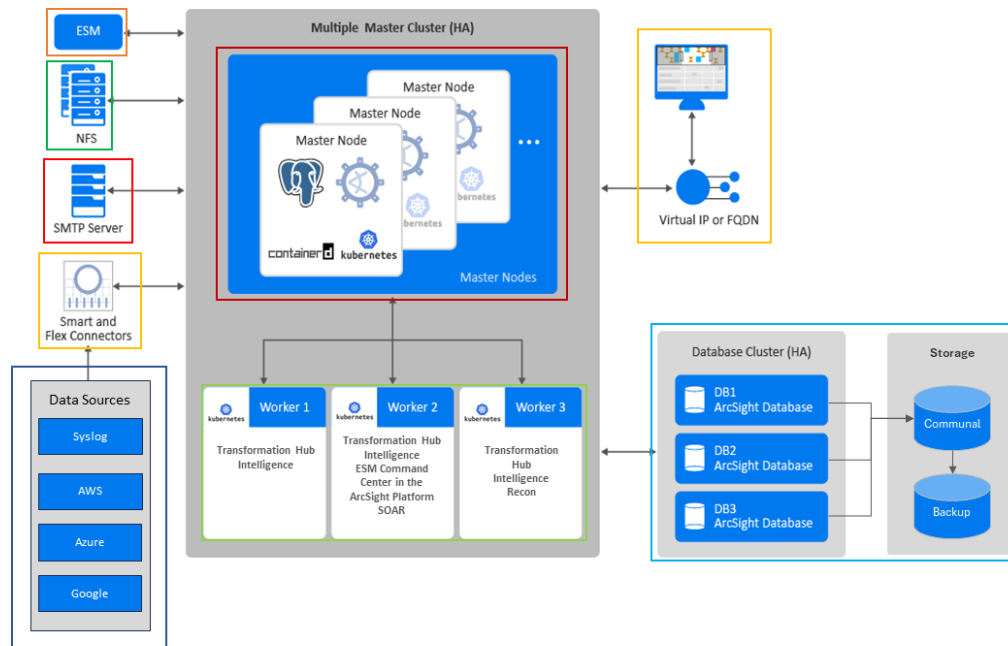 ESM
NFS
SMTP Server
Smart and
Flex Connectors
Data Sources
Syslog
AWS
Azure
Google
Multiple Master Cluster (HA)
Master Node
Master Node
Master Node
...
kubernetes
kubernetes
containerd
kubernetes
Master Nodes
kubernetes
Worker 1
Transformation Hub
Intelligence
kubernetes
Worker 2
Transformation Hub
Intelligence
ESM Command
Center in the
ArcSight Platform
SOAR
kubernetes
Worker 3
Transformation
Hub
Intelligence
Recon
Virtual IP or FQDN
Database Cluster (HA)
DB1
ArcSight Database
DB2
ArcSight Database
DB3
ArcSight Database
Storage
Communal
Backup